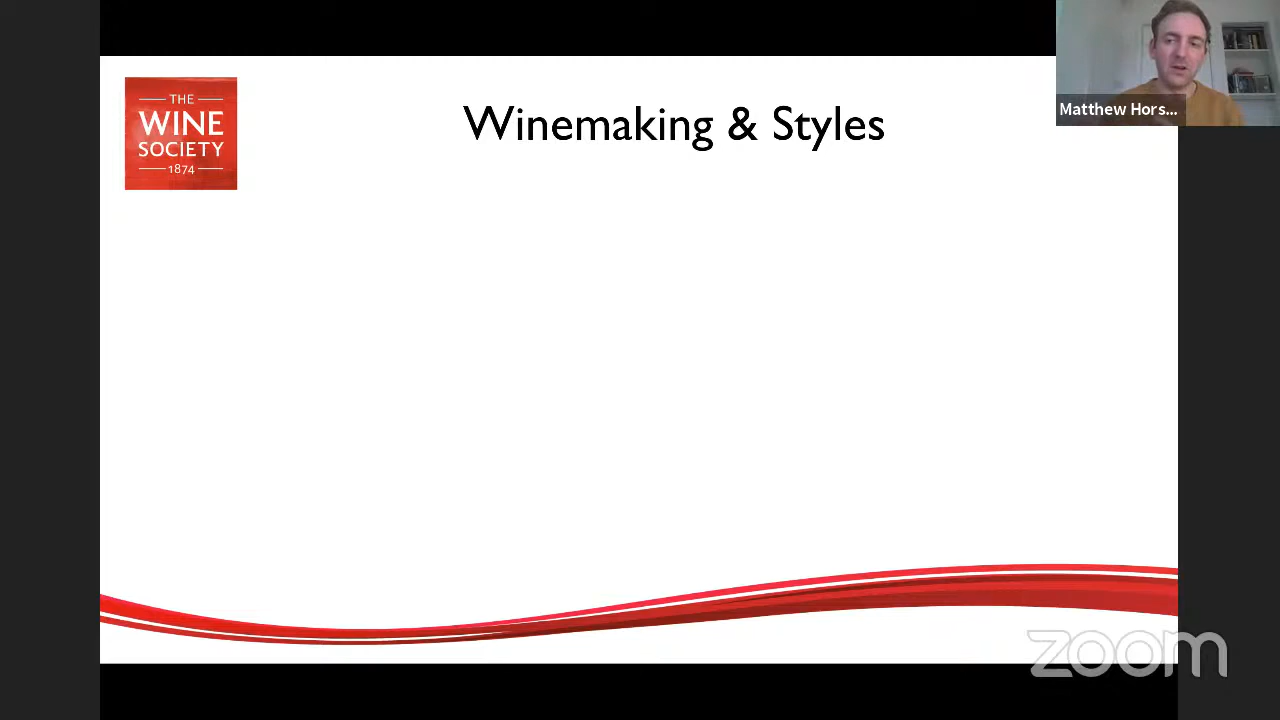 THE
WINE
SOCIETY
1874
Winemaking & Styles
Matthew Hors...
zoom